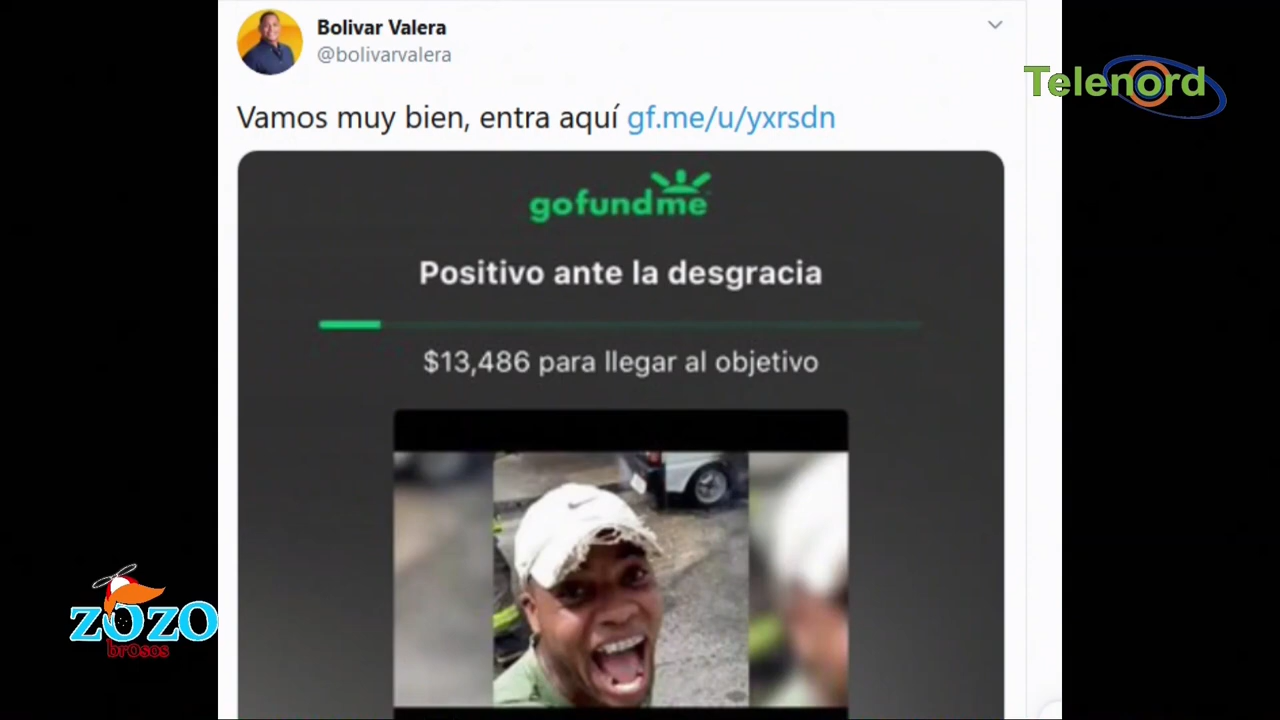 Bolivar Valera
@bolivarvalera
Telenord
Vamos muy bien, entra aquí gf.me/u/yxrsdn
gofundme
Positivo ante la desgracia
$13,486 para llegar al objetivo
zozo
brosos